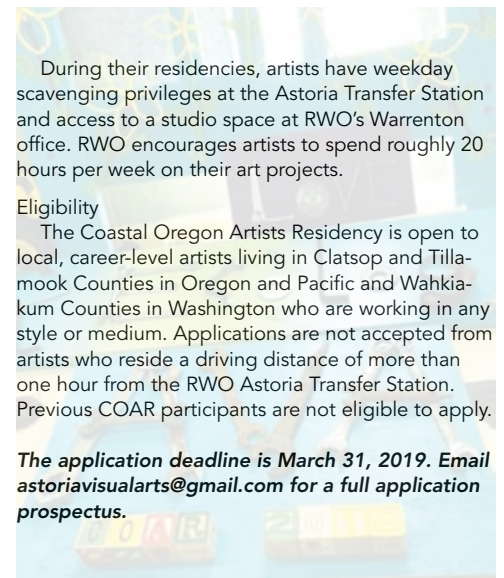 During their residencies, artists have weekday
scavenging privileges at the Astoria Transfer Station
and access to a studio space at RWO's Warrenton
office. RWO encourages artists to spend roughly 20
hours per week on their art projects.
Eligibility
The Coastal Oregon Artists Residency is open to
local, career-level artists living in Clatsop and Tilla-
mook Counties in Oregon and Pacific and Wahkia-
kum Counties in Washington who are working in any
style or medium. Applications are not accepted from
artists who reside a driving distance of more than
one hour from the RWO Astoria Transfer Station.
Previous COAR participants are not eligible to apply.
The application deadline is March 31, 2019. Email
astoriavisualarts@gmail.com for a full application
prospectus.
COAR